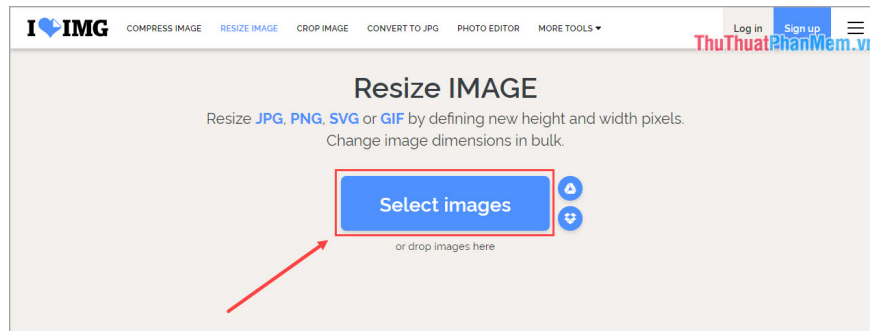 I IMG COMPRESS IMAGE RESIZE IMAGE CROP IMAGE CONVERT TO JPG PHOTO EDITOR MORE TOOLS Log in Sign up
ThuThuatPhanMem.vn
Resize IMAGE
Resize JPG, PNG, SVG or GIF by defining new height and width pixels.
Change image dimensions in bulk.
Select images
or drop images here